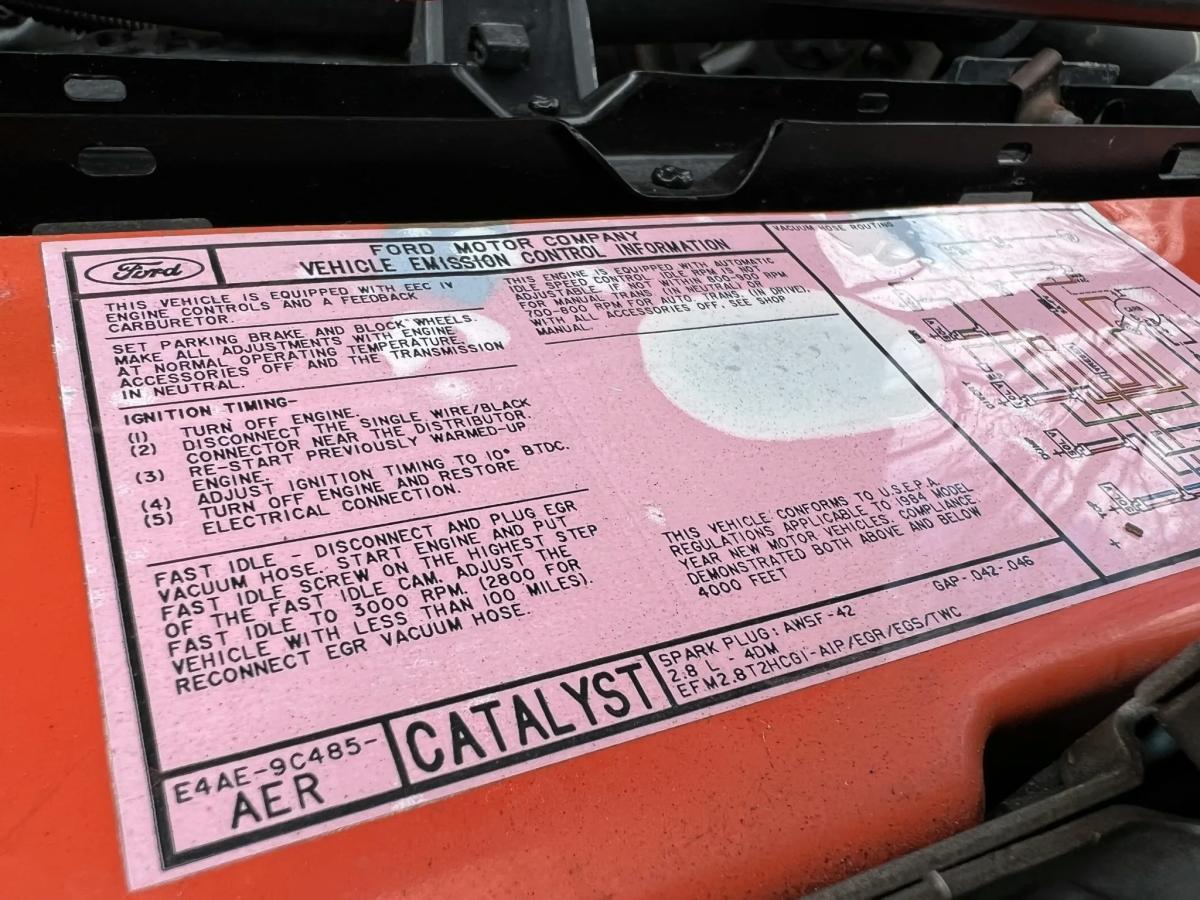 Ford
FORD MOTOR COMPANY
VEHICLE EMISSION CONTROL INFORMATION
THIS VEHICLE IS EQUIPPED WITH EEC IV
ENGINE CONTROLS AND A FEEDBACK
CARBURETOR.
SET PARKING BRAKE AND BLOCK WHEELS.
MAKE ALL ADJUSTMENTS WITH ENGINE
AT NORMAL OPERATING TEMPERATURE,
ACCESSORIES OFF AND THE TRANSMISSION
IN NEUTRAL.
IGNITION TIMING-
(1) TURN OFF ENGINE.
(2) DISCONNECT THE SINGLE WIRE/BLACK
CONNECTOR NEAR THE DISTRIBUTOR.
(3) RE-START PREVIOUSLY WARMED-UP
ENGINE.
(4) ADJUST IGNITION TIMING TO 10° BTDC.
(5) TURN OFF ENGINE AND RESTORE
ELECTRICAL CONNECTION.
FAST IDLE - DISCONNECT AND PLUG EGR
VACUUM HOSE. START ENGINE AND PUT
FAST IDLE SCREW ON THE HIGHEST STEP
OF THE FAST IDLE CAM. ADJUST THE
FAST IDLE TO 3000 RPM. (2800 FOR
VEHICLE WITH LESS THAN 100 MILES).
RECONNECT EGR VACUUM HOSE.
THIS ENGINE IS EQUIPPED WITH AUTOMATIC
IDLE SPEED CONTROL. IDLE RPM IS NOT
ADJUSTABLE. IF NOT WITHIN 800-900 RPM
FOR MANUAL TRANS. (IN NEUTRAL) OR
700-800 RPM FOR AUTO. TRANS. (IN DRIVE),
WITH ALL ACCESSORIES OFF, SEE SHOP
MANUAL.
THIS VEHICLE CONFORMS TO U.S.E.P.A.
REGULATIONS APPLICABLE TO 1984 MODEL
YEAR NEW MOTOR VEHICLES. COMPLIANCE
DEMONSTRATED BOTH ABOVE AND BELOW
4000 FEET
VACUUM HOSE ROUTING
E4AE-9C485-
AER
CATALYST
SPARK PLUG: AWSF-42 GAP-.042-.046
2.8 L - 4DM
EFM2.8T2HCG1-AIP/EGR/EGS/TWC